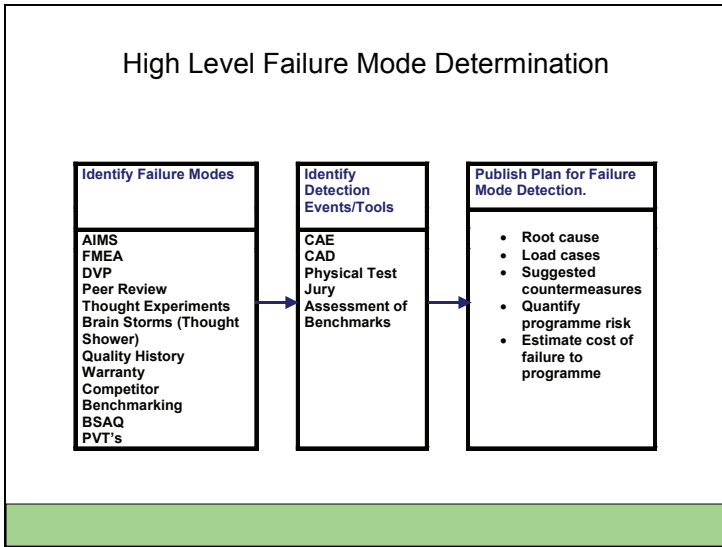 High Level Failure Mode Determination
Identify Failure Modes
AIMS
FMEA
DVP
Peer Review
Thought Experiments
Brain Storms (Thought
Shower)
Quality History
Warranty
Competitor
Benchmarking
BSAQ
PVT's
Identify
Detection
Events/Tools
CAE
CAD
Physical Test
Jury
Assessment of
Benchmarks
Publish Plan for Failure
Mode Detection.
• Root cause
• Load cases
• Suggested
countermeasures
• Quantify
programme risk
• Estimate cost of
failure to
programme